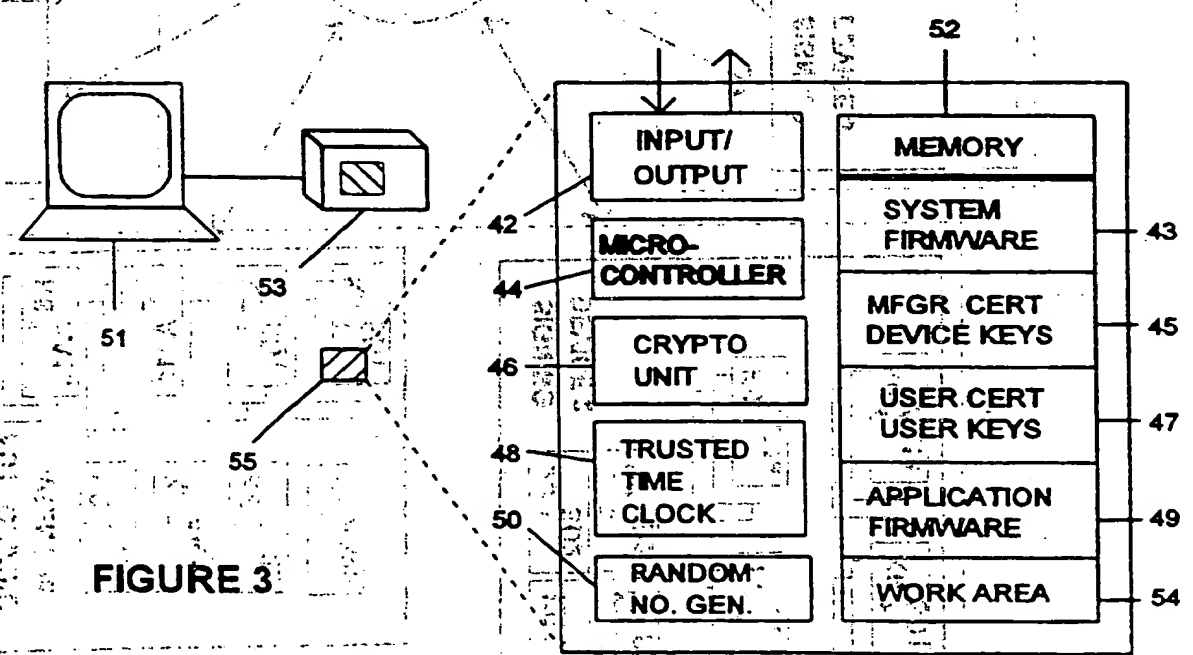 52
INPUT/
OUTPUT
42
MICRO-
CONTROLLER
44
CRYPTO
UNIT
46
TRUSTED
TIME
CLOCK
48
RANDOM
NO. GEN.
50
MEMORY
SYSTEM
FIRMWARE
43
MFGR CERT
DEVICE KEYS
45
USER CERT
USER KEYS
47
APPLICATION
FIRMWARE
49
WORK AREA
54
53
51
55
FIGURE 3